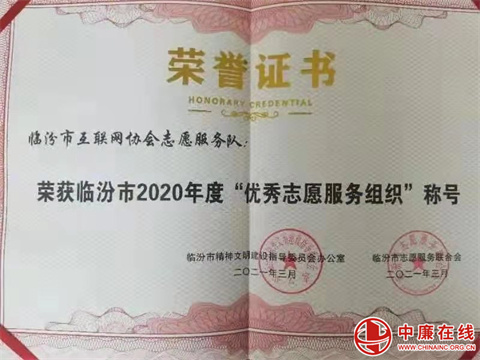 荣誉证书
HONORARY CREDENTIAL
临汾市互联网协会志愿服务队：
荣获临汾市2020年度“优秀志愿服务组织”称号
临汾市精神文明建设指导委员会办公室
二〇二一年三月
临汾市志愿服务联合会
二〇二一年三月
中廉在线
WWW.CHINAINC.ORG.CN